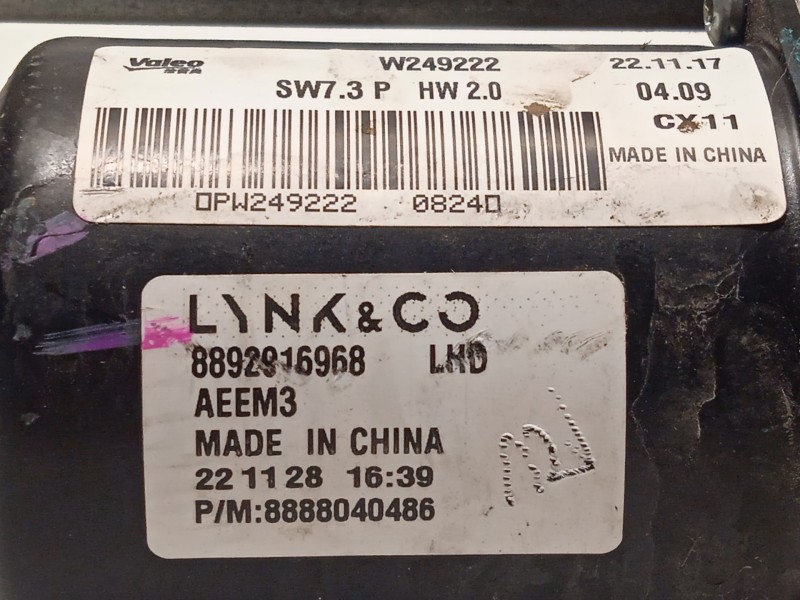 Valeo W249222 22.11.17
SW7.3 P HW 2.0 04.09
CX11
MADE IN CHINA
0PW249222 08240
LYNK & CO
8892916968 LHD
AEEM3
MADE IN CHINA
22 11 28 16:39
P/M:8888040486